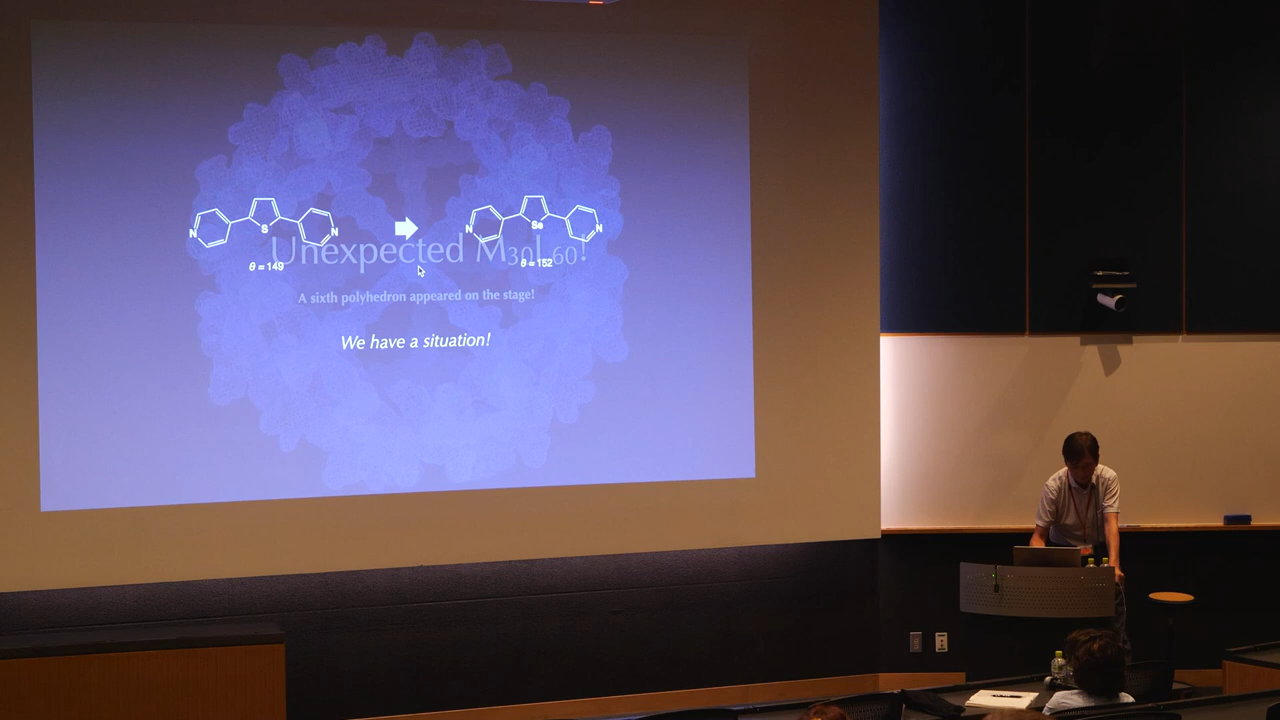 N S N N Se N
Unexpected M30L60!
θ = 149 θ = 152
A sixth polyhedron appeared on the stage!
We have a situation!